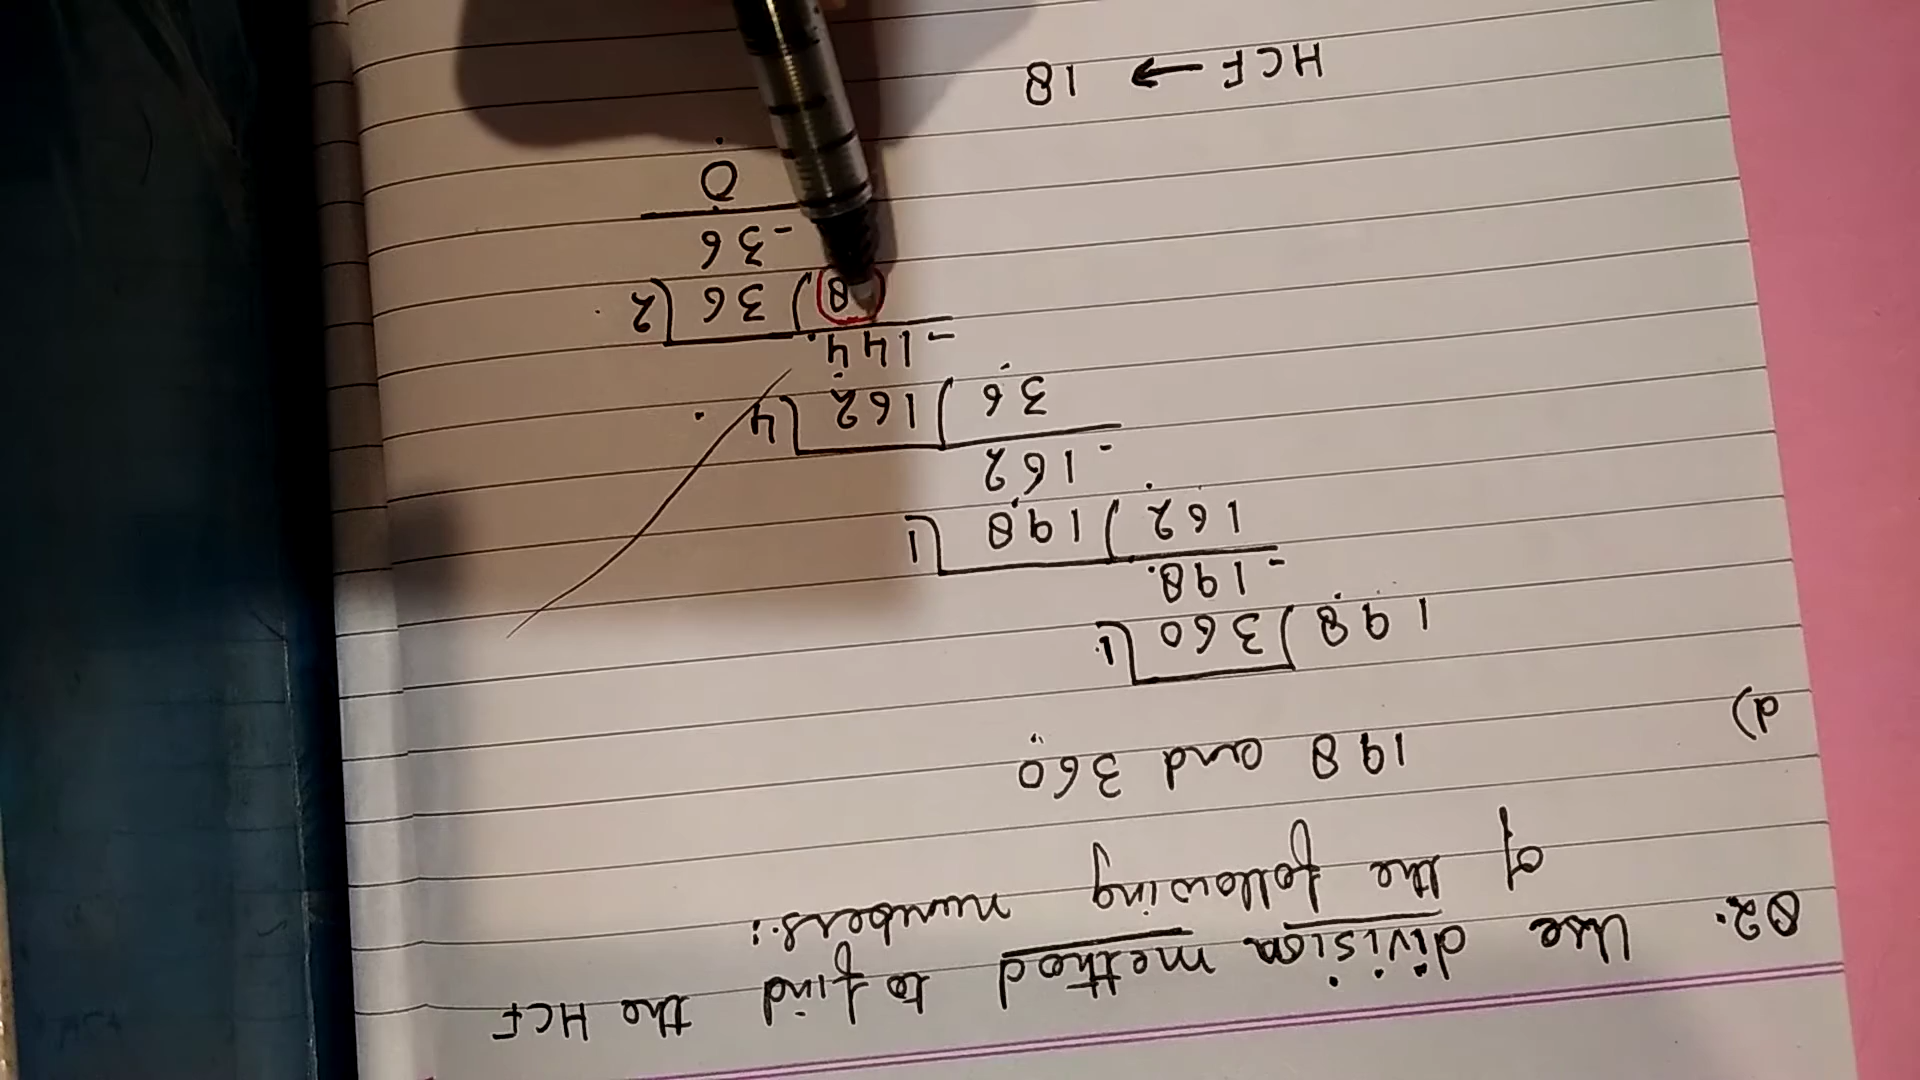 Q2. Use division method to find the HCF
of the following numbers:
d) 198 and 360
198) 360 (1
-198
162) 198 (1
-162
36) 162 (4
-144
18) 36 (2
-36
0
HCF → 18